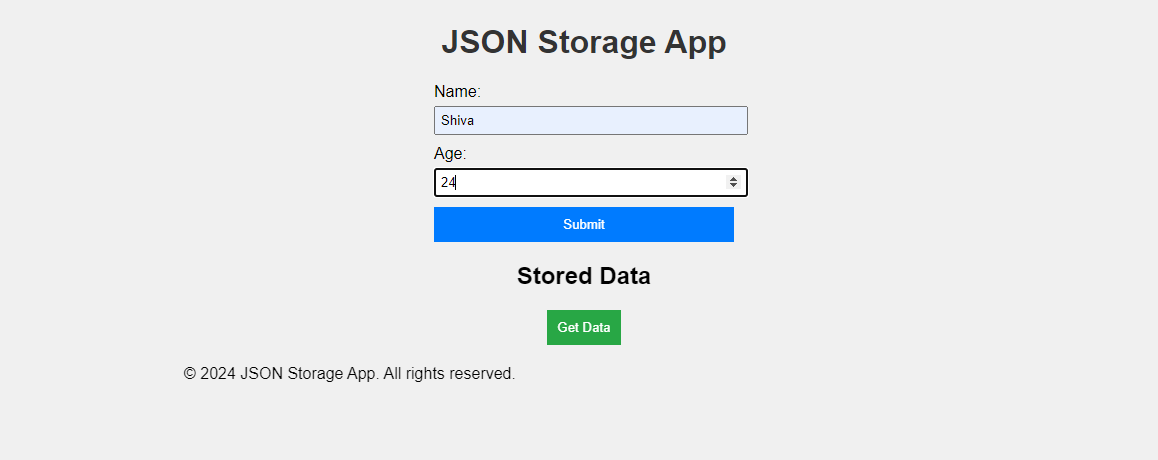 JSON Storage App
Name:
Shiva
Age:
24
Submit
Stored Data
Get Data
© 2024 JSON Storage App. All rights reserved.